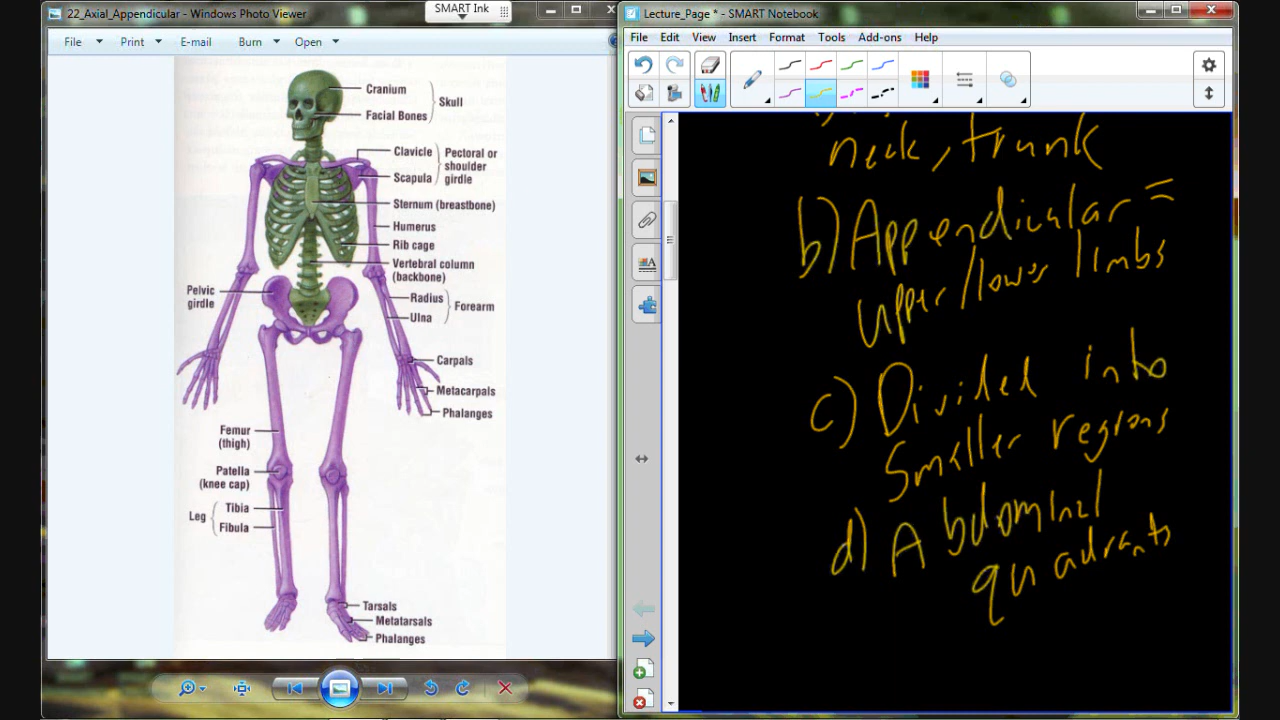 22_Axial_Appendicular - Windows Photo Viewer
SMART Ink
File Print E-mail Burn Open
Cranium
Skull
Facial Bones
Clavicle
Pectoral or
shoulder
girdle
Scapula
Sternum (breastbone)
Humerus
Rib cage
Vertebral column
(backbone)
Pelvic
girdle
Radius
Forearm
Ulna
Carpals
Metacarpals
Phalanges
Femur
(thigh)
Patella
(knee cap)
Tibia
Leg
Fibula
Tarsals
Metatarsals
Phalanges
Lecture_Page * - SMART Notebook
File Edit View Insert Format Tools Add-ons Help
neck, trunk
b) Appendicular =
upper/lower limbs
c) Divided into
smaller regions
d) Abdominal
quadrants